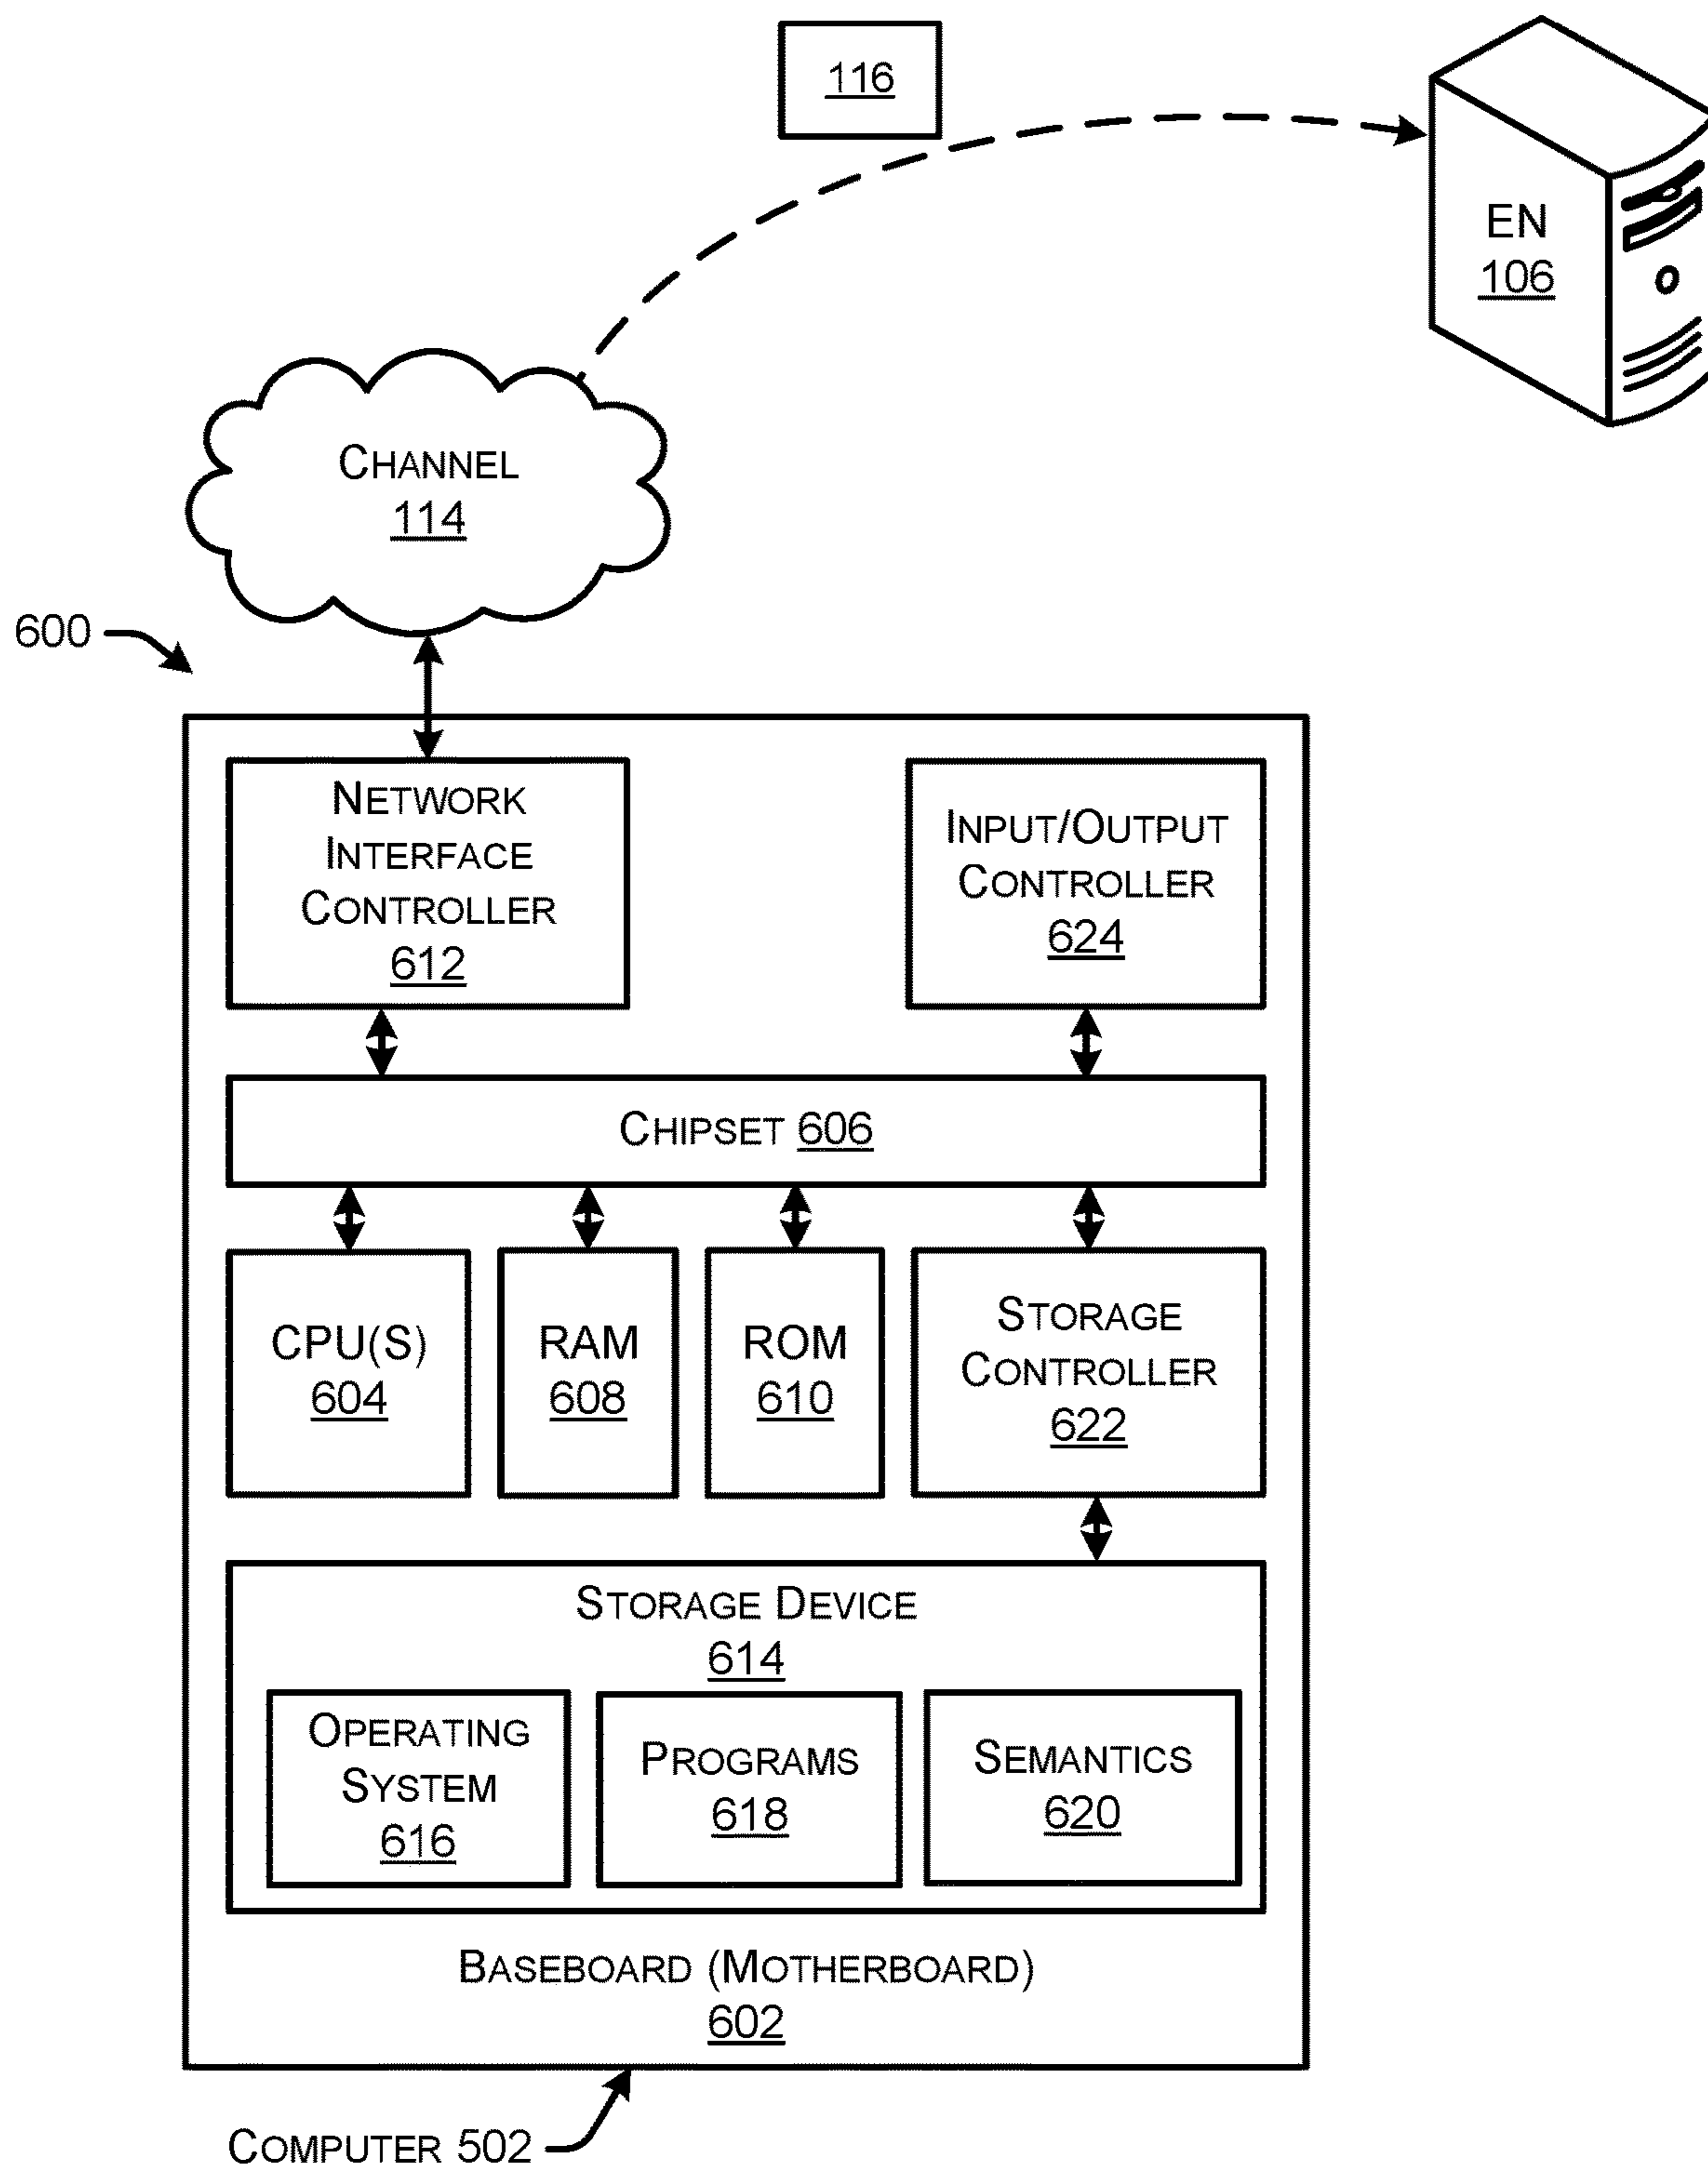 116
EN
106
CHANNEL
114
600
NETWORK
INTERFACE
CONTROLLER
612
INPUT/OUTPUT
CONTROLLER
624
CHIPSET 606
CPU(S)
604
RAM
608
ROM
610
STORAGE
CONTROLLER
622
STORAGE DEVICE
614
OPERATING
SYSTEM
616
PROGRAMS
618
SEMANTICS
620
BASEBOARD (MOTHERBOARD)
602
COMPUTER 502